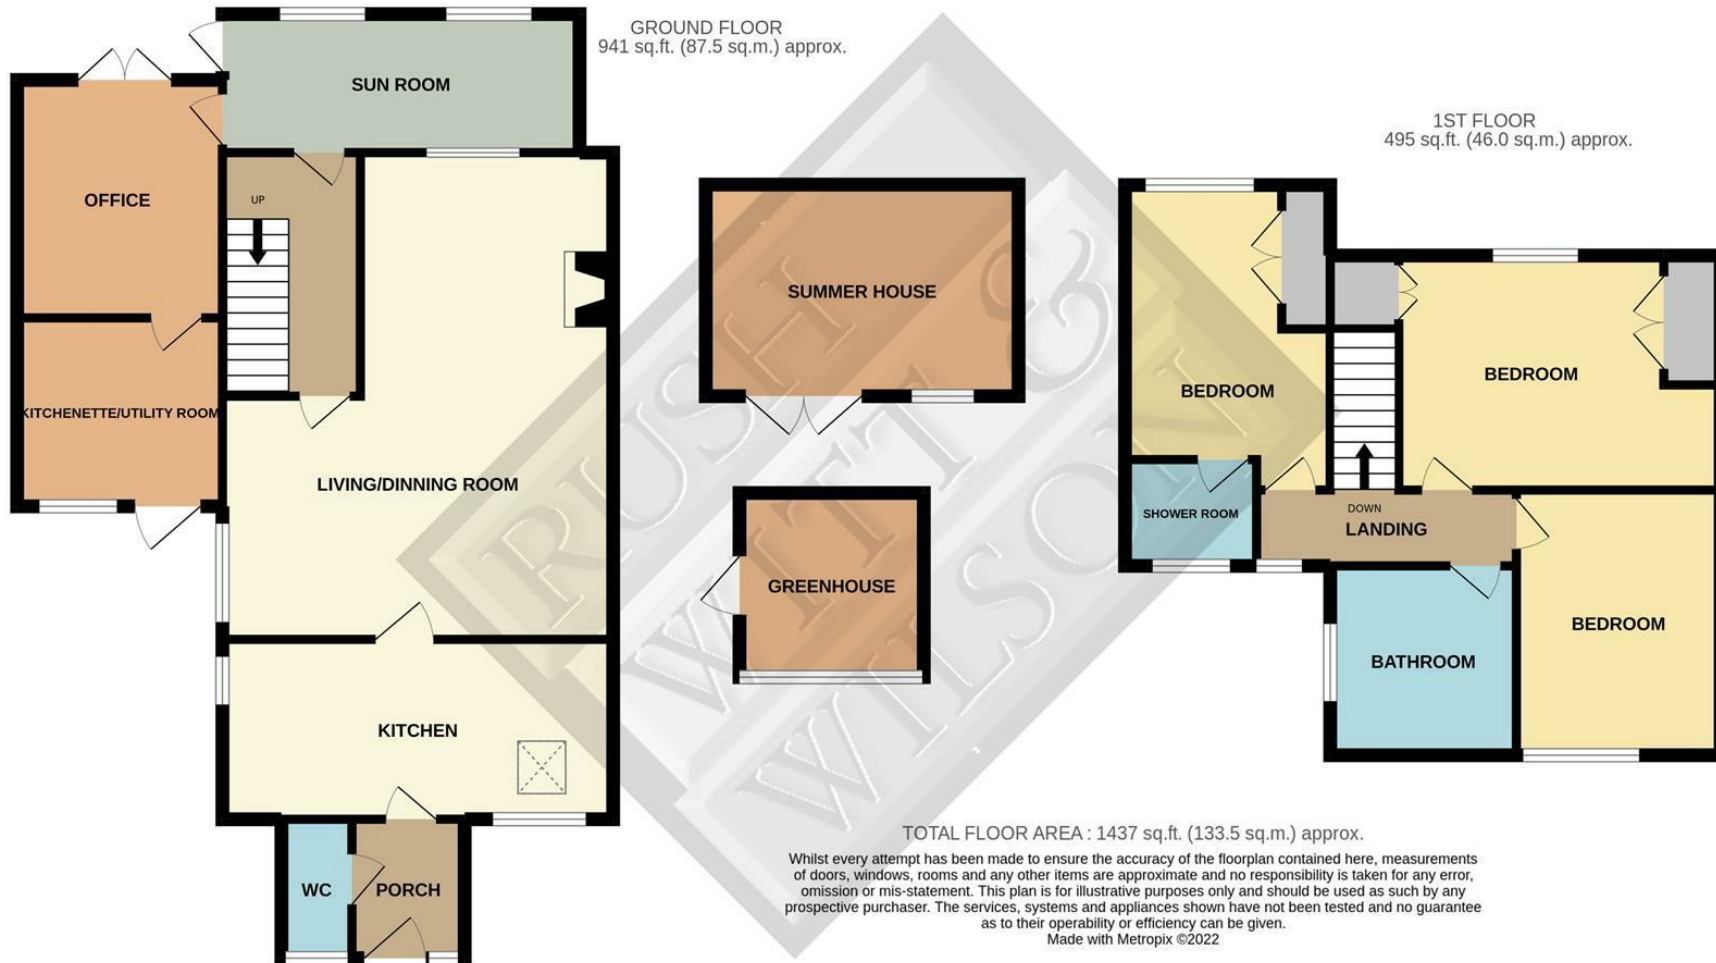 GROUND FLOOR
941 sq.ft. (87.5 sq.m.) approx.
SUN ROOM
OFFICE
UP
KITCHENETTE/UTILITY ROOM
LIVING/DINNING ROOM
KITCHEN
WC
PORCH
SUMMER HOUSE
GREENHOUSE
1ST FLOOR
495 sq.ft. (46.0 sq.m.) approx.
BEDROOM
BEDROOM
SHOWER ROOM
DOWN
LANDING
BATHROOM
BEDROOM
RUSH
WITT &
WILSON
TOTAL FLOOR AREA : 1437 sq.ft. (133.5 sq.m.) approx.
Whilst every attempt has been made to ensure the accuracy of the floorplan contained here, measurements
of doors, windows, rooms and any other items are approximate and no responsibility is taken for any error,
omission or mis-statement. This plan is for illustrative purposes only and should be used as such by any
prospective purchaser. The services, systems and appliances shown have not been tested and no guarantee
as to their operability or efficiency can be given.
Made with Metropix ©2022